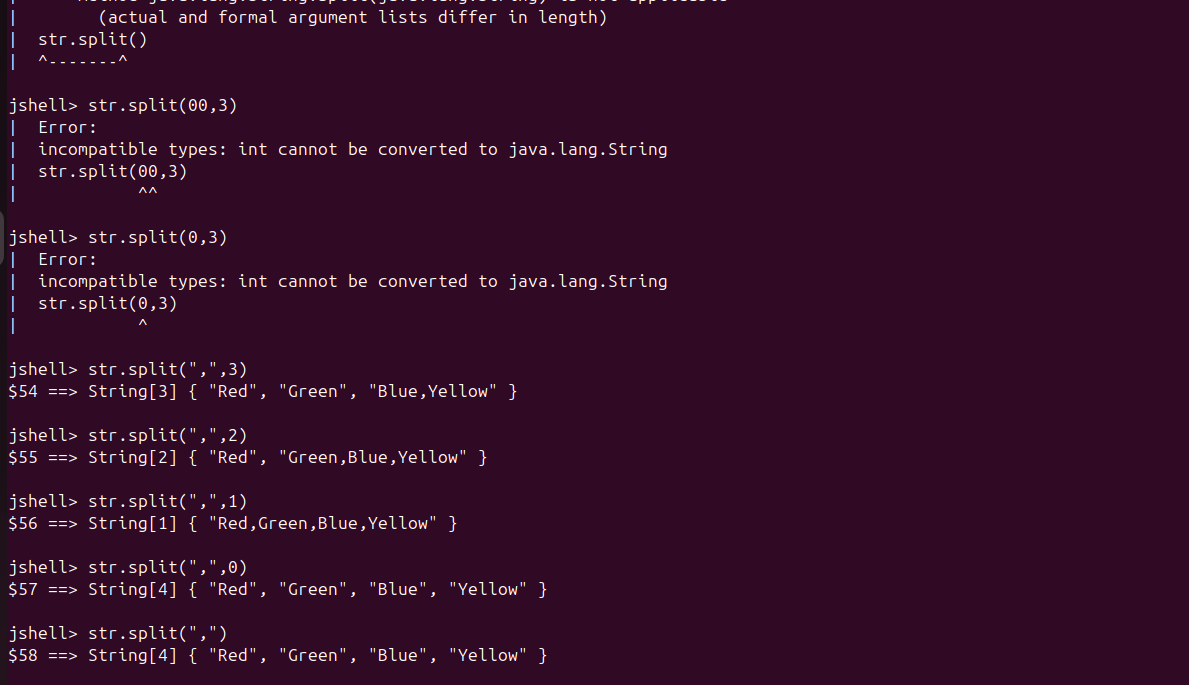 |        (actual and formal argument lists differ in length)
|  str.split()
|  ^-------^
jshell> str.split(00,3)
|  Error:
|  incompatible types: int cannot be converted to java.lang.String
|  str.split(00,3)
|            ^^
jshell> str.split(0,3)
|  Error:
|  incompatible types: int cannot be converted to java.lang.String
|  str.split(0,3)
|            ^
jshell> str.split(",",3)
$54 ==> String[3] { "Red", "Green", "Blue,Yellow" }
jshell> str.split(",",2)
$55 ==> String[2] { "Red", "Green,Blue,Yellow" }
jshell> str.split(",",1)
$56 ==> String[1] { "Red,Green,Blue,Yellow" }
jshell> str.split(",",0)
$57 ==> String[4] { "Red", "Green", "Blue", "Yellow" }
jshell> str.split(",")
$58 ==> String[4] { "Red", "Green", "Blue", "Yellow" }